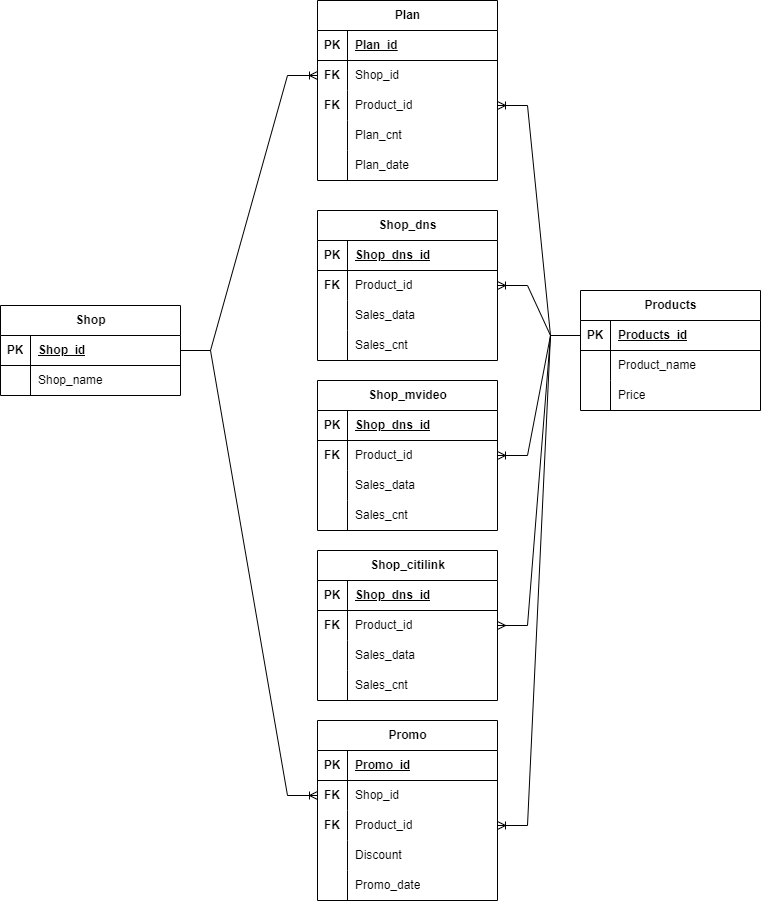 Plan
PK Plan_id
FK Shop_id
FK Product_id
Plan_cnt
Plan_date
Shop_dns
PK Shop_dns_id
FK Product_id
Sales_data
Sales_cnt
Shop
PK Shop_id
Shop_name
Products
PK Products_id
Product_name
Price
Shop_mvideo
PK Shop_dns_id
FK Product_id
Sales_data
Sales_cnt
Shop_citilink
PK Shop_dns_id
FK Product_id
Sales_data
Sales_cnt
Promo
PK Promo_id
FK Shop_id
FK Product_id
Discount
Promo_date